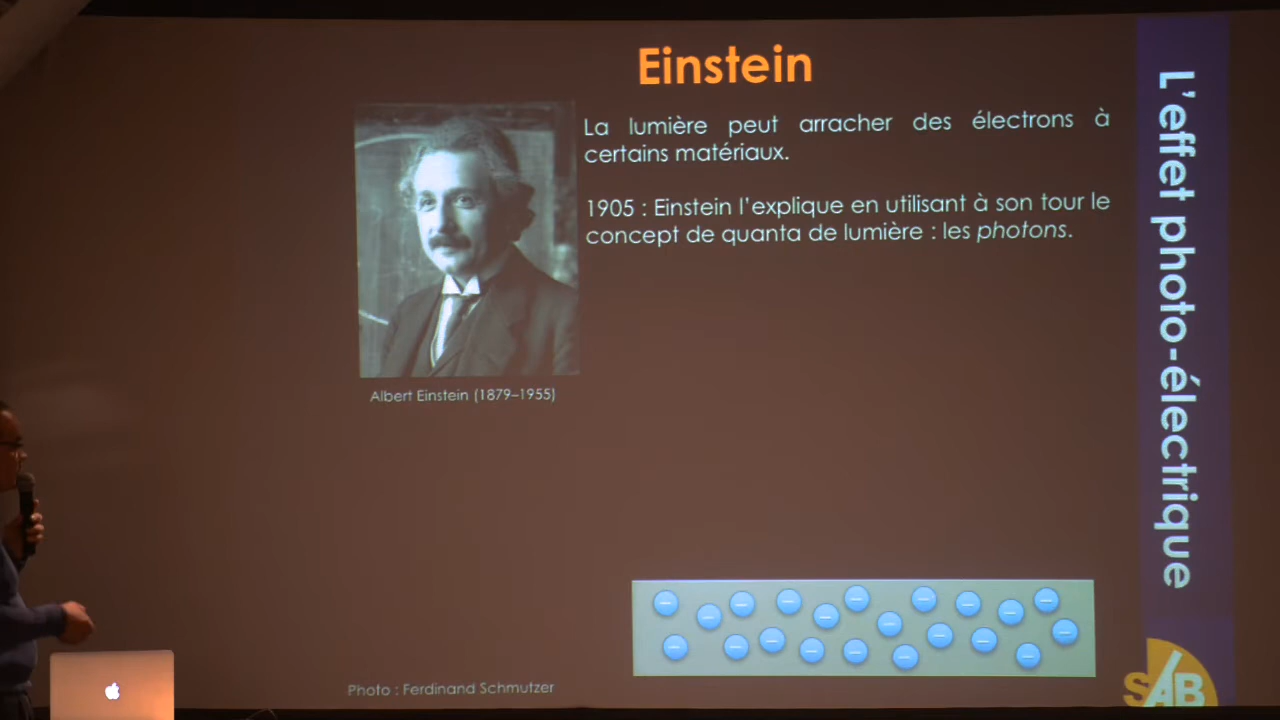 Einstein
La lumière peut arracher des électrons à
certains matériaux.
1905 : Einstein l'explique en utilisant à son tour le
concept de quanta de lumière : les photons.
Albert Einstein (1879–1955)
Photo : Ferdinand Schmutzer
L'effet photo-électrique
SAB